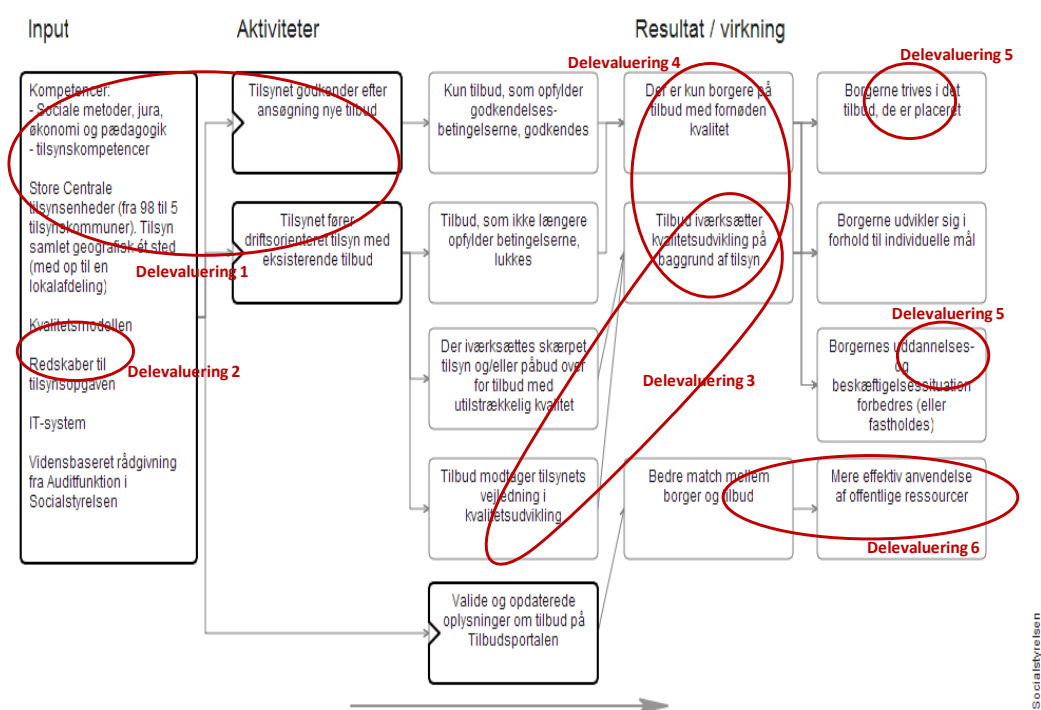 Input
Aktiviteter
Resultat / virkning
Kompetencer:
- Sociale metoder, jura,
økonomi og pædagogik
- tilsynskompetencer
Store Centrale
tilsynsenheder (fra 98 til 5
tilsynskommuner). Tilsyn
samlet geografisk ét sted
(med op til en
lokalafdeling)
Kvalitetsmodellen
Redskaber til
tilsynsopgaven
IT-system
Vidensbaseret rådgivning
fra Auditfunktion i
Socialstyrelsen
Delevaluering 1
Delevaluering 2
Tilsynet godkender efter
ansøgning nye tilbud
Tilsynet fører
driftsorienteret tilsyn med
eksisterende tilbud
Kun tilbud, som opfylder
godkendelses-
betingelserne, godkendes
Tilbud, som ikke længere
opfylder betingelserne,
lukkes
Der iværksættes skærpet
tilsyn og/eller påbud over
for tilbud med
utilstrækkelig kvalitet
Tilbud modtager tilsynets
vejledning i
kvalitetsudvikling
Valide og opdaterede
oplysninger om tilbud på
Tilbudsportalen
Delevaluering 4
Der er kun borgere på
tilbud med fornøden
kvalitet
Tilbud iværksætter
kvalitetsudvikling på
baggrund af tilsyn
Delevaluering 3
Bedre match mellem
borger og tilbud
Delevaluering 5
Borgerne trives i det
tilbud, de er placeret
Borgerne udvikler sig i
forhold til individuelle mål
Delevaluering 5
Borgernes uddannelses-
og
beskæftigelsessituation
forbedres (eller
fastholdes)
Mere effektiv anvendelse
af offentlige ressourcer
Delevaluering 6
Socialstyrelsen